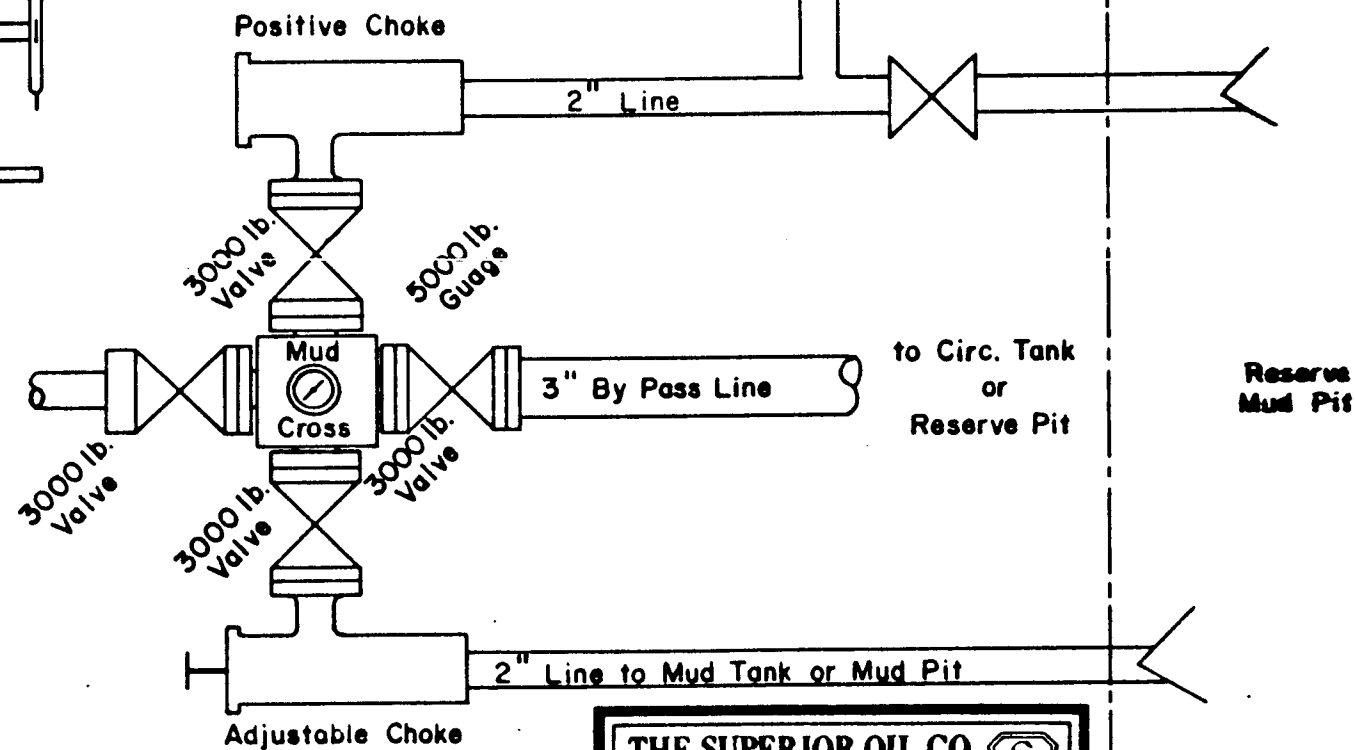 Positive Choke
2" Line
3000 lb.
Valve
5000 lb.
Guage
Mud
Cross
3" By Pass Line
to Circ. Tank
or
Reserve Pit
Reserve
Mud Pit
3000 lb.
Valve
3000 lb.
Valve
3000 lb.
Valve
2" Line to Mud Tank or Mud Pit
Adjustable Choke
THE SUPERIOR OIL CO.